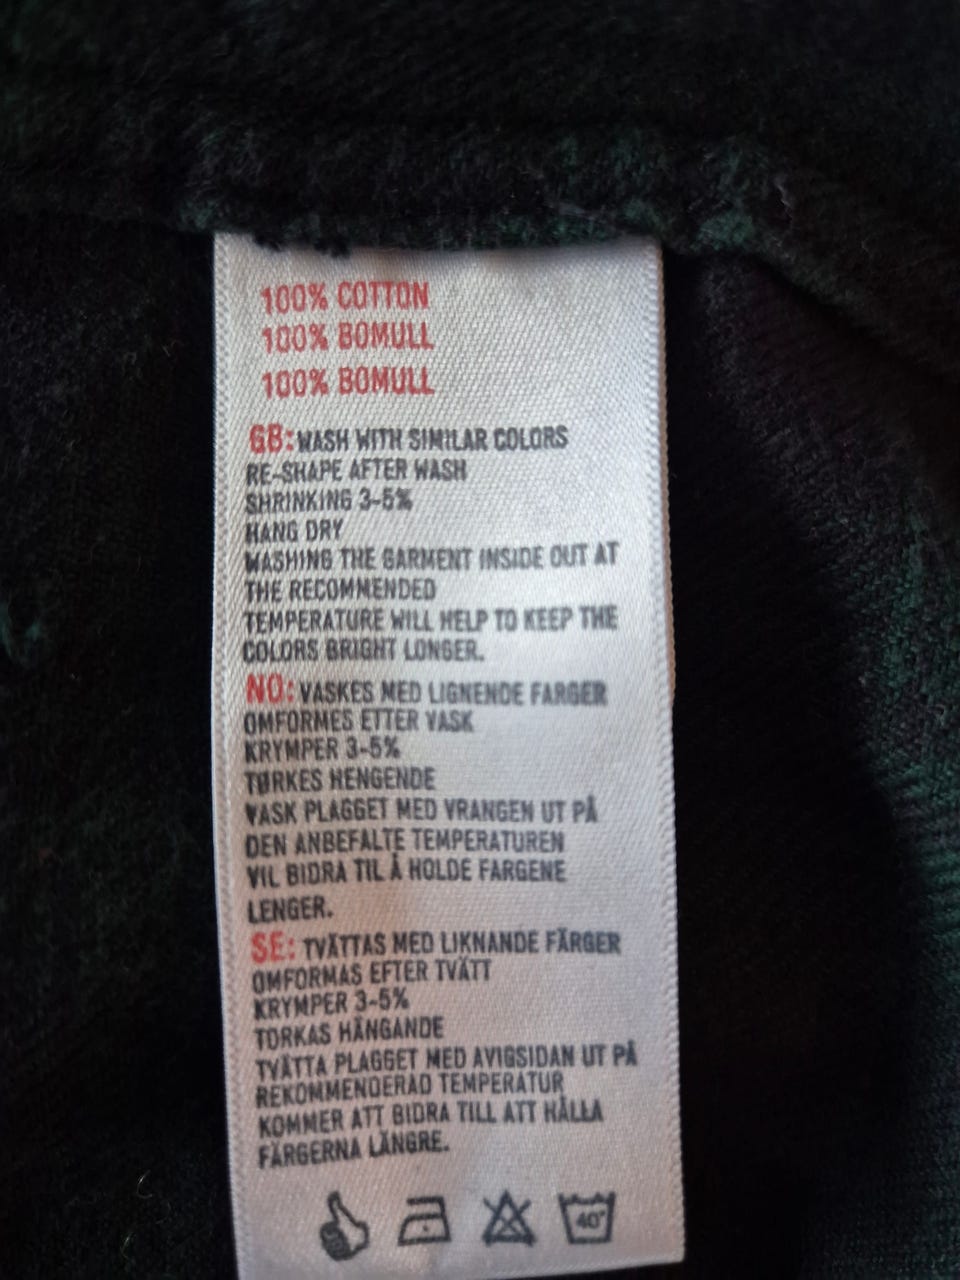 100% COTTON
100% BOMULL
100% BOMULL
GB: WASH WITH SIMILAR COLORS
RE-SHAPE AFTER WASH
SHRINKING 3-5%
HANG DRY
WASHING THE GARMENT INSIDE OUT AT
THE RECOMMENDED
TEMPERATURE WILL HELP TO KEEP THE
COLORS BRIGHT LONGER.
NO: VASKES MED LIGNENDE FARGER
OMFORMES ETTER VASK
KRYMPER 3-5%
TØRKES HENGENDE
VASK PLAGGET MED VRANGEN UT PÅ
DEN ANBEFALTE TEMPERATUREN
VIL BIDRA TIL Å HOLDE FARGENE
LENGER.
SE: TVÄTTAS MED LIKNANDE FÄRGER
OMFORMAS EFTER TVÄTT
KRYMPER 3-5%
TORKAS HÄNGANDE
TVÄTTA PLAGGET MED AVIGSIDAN UT PÅ
REKOMMENDERAD TEMPERATUR
KOMMER ATT BIDRA TILL ATT HÅLLA
FÄRGERNA LÄNGRE.
40°